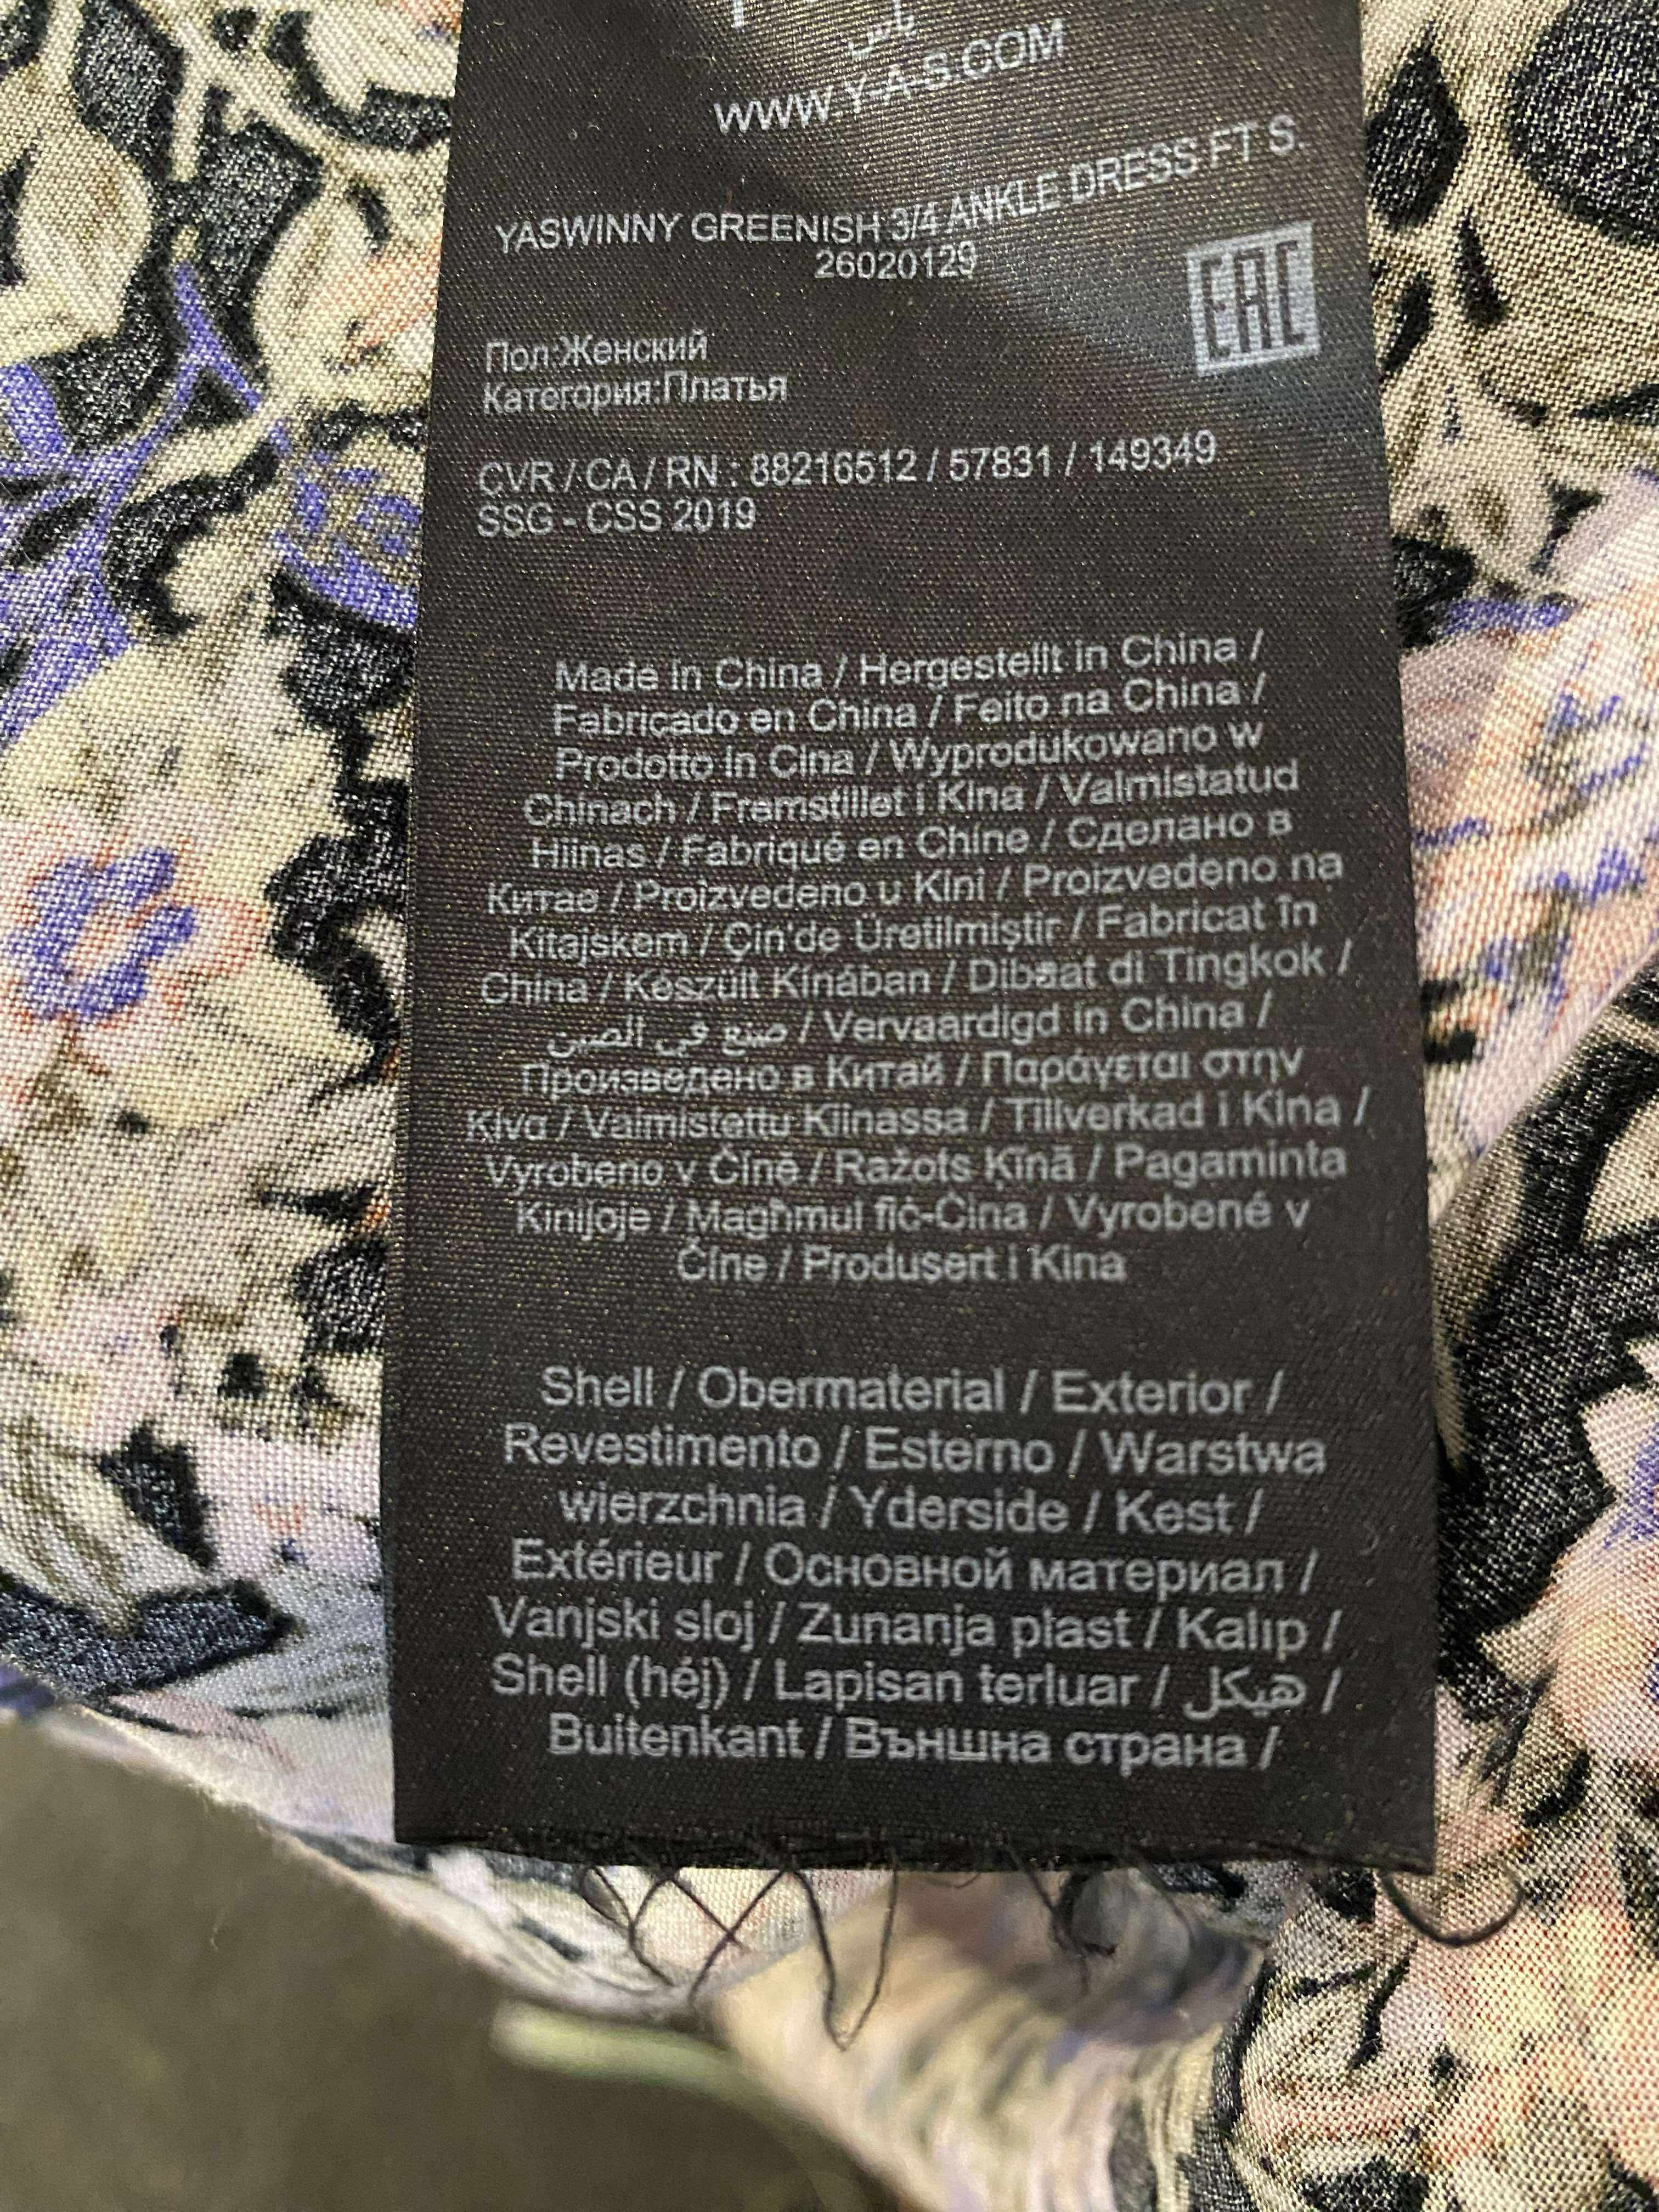 ياس
WWW.Y-A-S.COM
YASWINNY GREENISH 3/4 ANKLE DRESS FT S.
26020129
EAC
Пол:Женский
Категория:Платья
CVR / CA / RN : 88216512 / 57831 / 149349
SSG - CSS 2019
Made in China / Hergestellt in China /
Fabriçado en China / Feito na China /
Prodotto in Cina / Wyprodukowano w
Chinach / Fremstillet i Kina / Valmistatud
Hiinas / Fabriqué en Chine / Сделано в
Китае / Proizvedeno u Kini / Proizvedeno na
Kitajskem / Çin'de Üretilmiştir / Fabricat în
China / Készült Kínában / Dibaat di Tingkok /
صنع في الصين / Vervaardigd in China /
Произведено в Китай / Παράγεται στην
Κίνα / Valmistettu Kiinassa / Tillverkad i Kina /
Vyrobeno v Číně / Ražots Ķīnā / Pagaminta
Kinijoje / Magħmul fiċ-Ċina / Vyrobené v
Číne / Produsert i Kina
Shell / Obermaterial / Exterior /
Revestimento / Esterno / Warstwa
wierzchnia / Yderside / Kest /
Extérieur / Основной материал /
Vanjski sloj / Zunanja plast / Kalıp /
Shell (héj) / Lapisan terluar / هيكل /
Buitenkant / Външна страна /